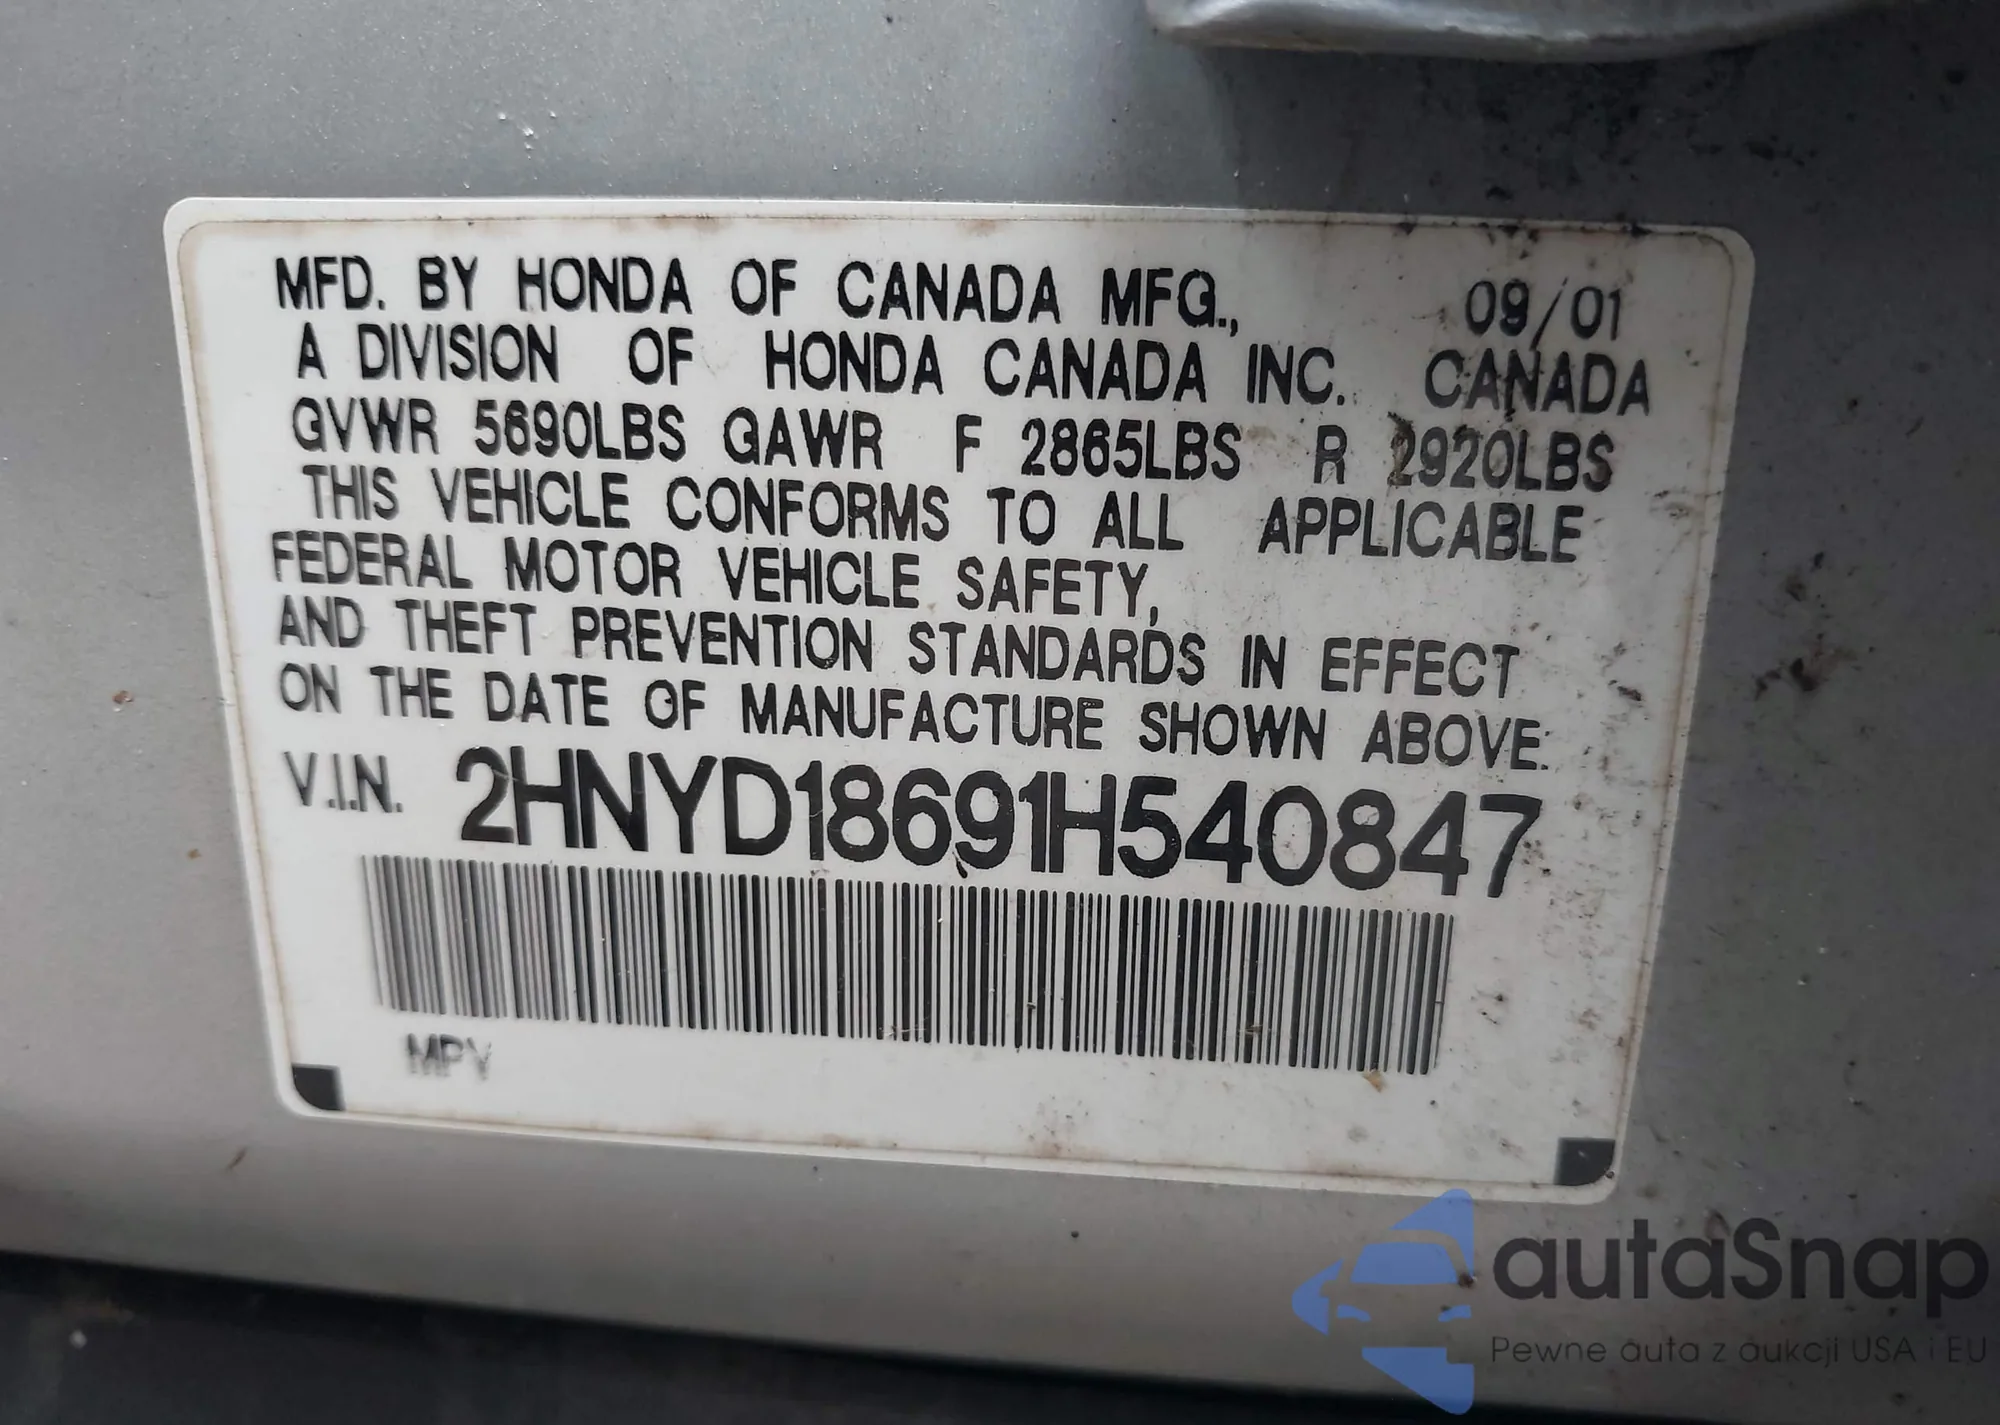 MFD. BY HONDA OF CANADA MFG., 09/01
A DIVISION OF HONDA CANADA INC. CANADA
GVWR 5690LBS GAWR F 2865LBS R 2920LBS
THIS VEHICLE CONFORMS TO ALL APPLICABLE
FEDERAL MOTOR VEHICLE SAFETY,
AND THEFT PREVENTION STANDARDS IN EFFECT
ON THE DATE OF MANUFACTURE SHOWN ABOVE.
V.I.N. 2HNYD18691H540847
MPV
autaSnap
Pewne auta z aukcji USA i EU